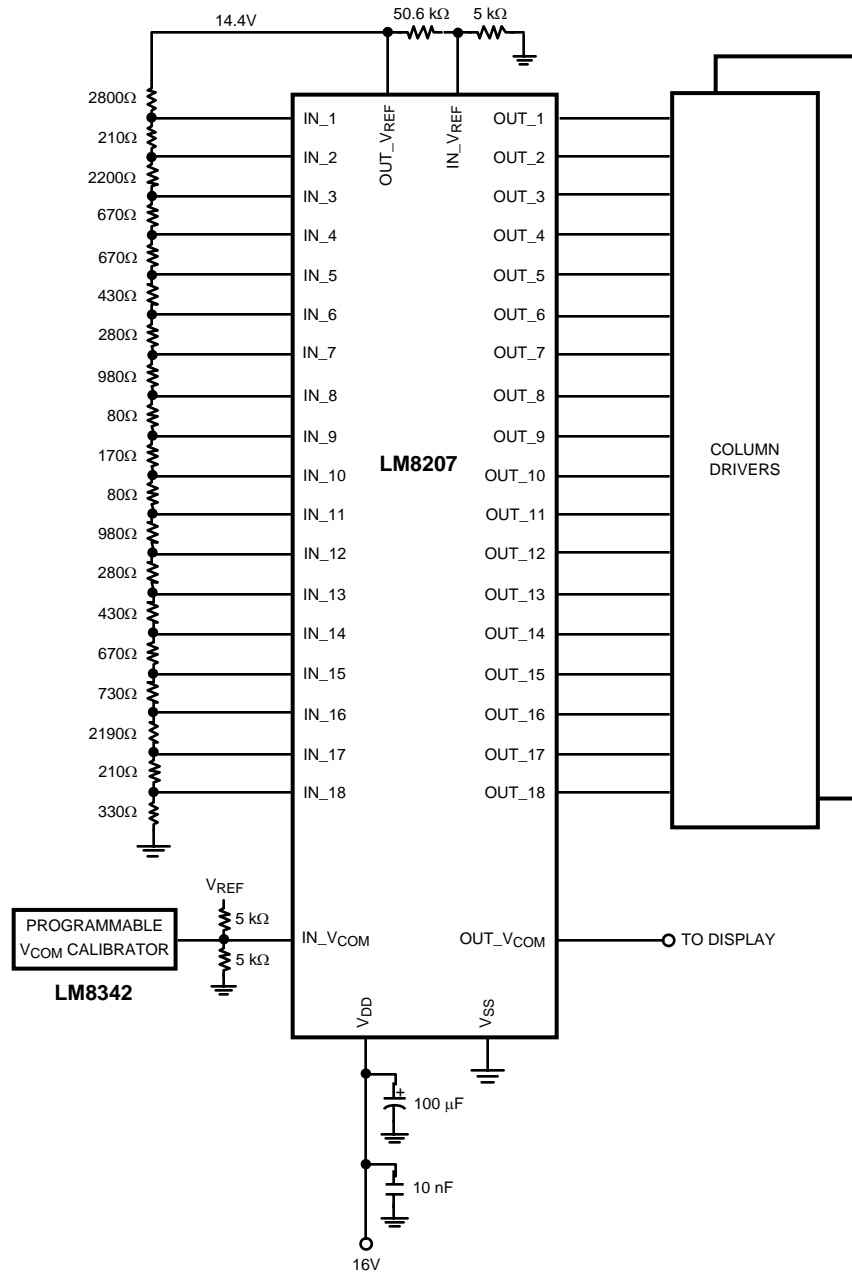 14.4V
50.6 kΩ
5 kΩ
OUT_VREF
IN_VREF
2800Ω
IN_1
OUT_1
210Ω
IN_2
OUT_2
2200Ω
IN_3
OUT_3
670Ω
IN_4
OUT_4
670Ω
IN_5
OUT_5
430Ω
IN_6
OUT_6
280Ω
IN_7
OUT_7
980Ω
IN_8
OUT_8
80Ω
IN_9
OUT_9
170Ω
LM8207
COLUMN
DRIVERS
IN_10
OUT_10
80Ω
IN_11
OUT_11
980Ω
IN_12
OUT_12
280Ω
IN_13
OUT_13
430Ω
IN_14
OUT_14
670Ω
IN_15
OUT_15
730Ω
IN_16
OUT_16
2190Ω
IN_17
OUT_17
210Ω
IN_18
OUT_18
330Ω
VREF
5 kΩ
PROGRAMMABLE
VCOM CALIBRATOR
IN_VCOM
OUT_VCOM
TO DISPLAY
5 kΩ
LM8342
VDD
VSS
+
100 µF
10 nF
16V